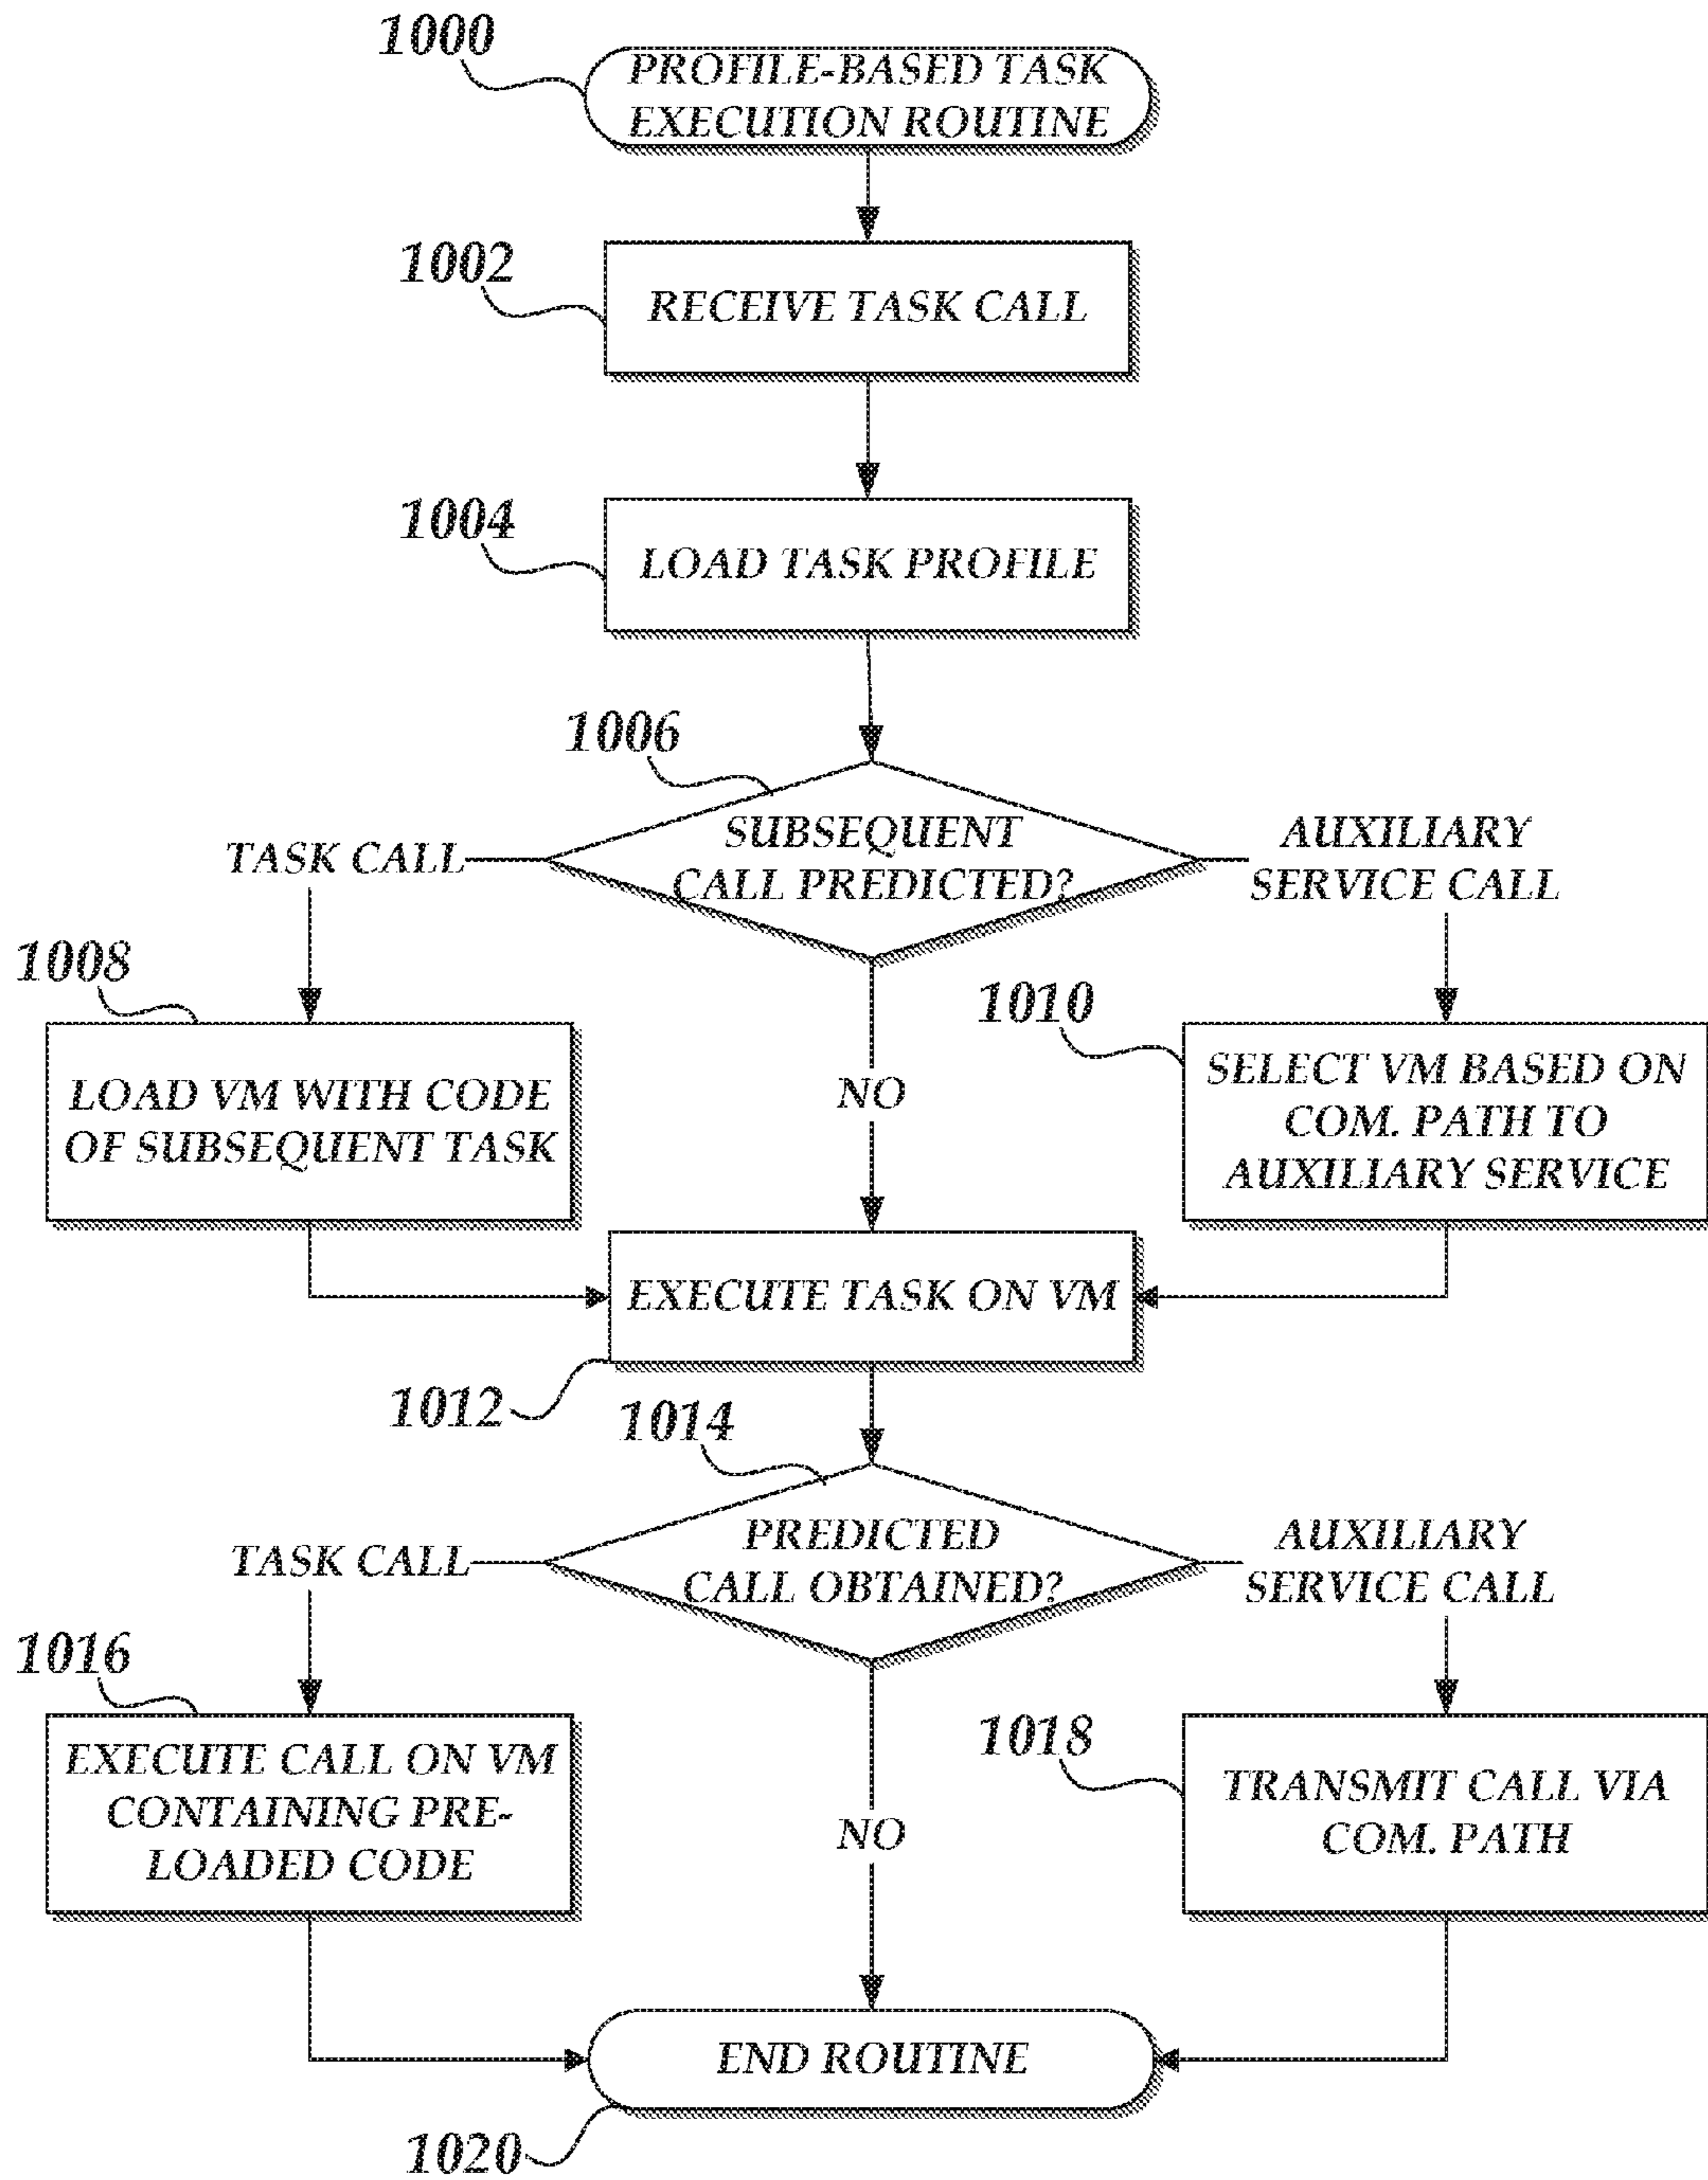 1000
PROFILE-BASED TASK
EXECUTION ROUTINE
1002
RECEIVE TASK CALL
1004
LOAD TASK PROFILE
1006
SUBSEQUENT
CALL PREDICTED?
TASK CALL
AUXILIARY
SERVICE CALL
1008
LOAD VM WITH CODE
OF SUBSEQUENT TASK
NO
1010
SELECT VM BASED ON
COM. PATH TO
AUXILIARY SERVICE
EXECUTE TASK ON VM
1012
1014
PREDICTED
CALL OBTAINED?
TASK CALL
AUXILIARY
SERVICE CALL
1016
EXECUTE CALL ON VM
CONTAINING PRE-
LOADED CODE
NO
1018
TRANSMIT CALL VIA
COM. PATH
END ROUTINE
1020